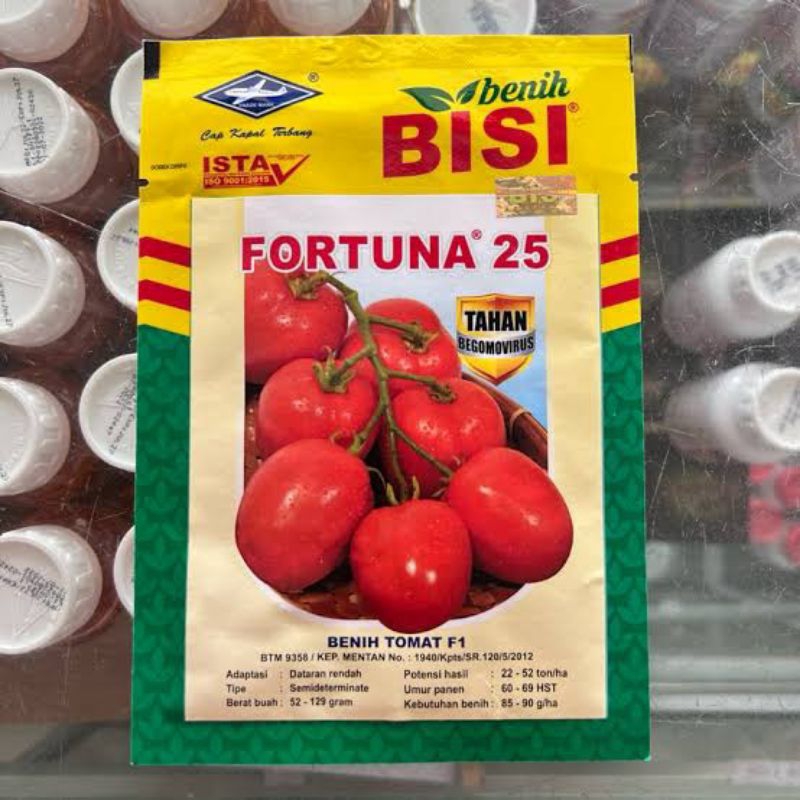 benih
BISI®
Cap Kapal Terbang
ISTA
ISO 9001:2015
FORTUNA® 25
TAHAN
BEGOMOVIRUS
BENIH TOMAT F1
BTM 9358 / KEP. MENTAN No. : 1940/Kpts/SR.120/5/2012
Adaptasi : Dataran rendah
Tipe : Semideterminate
Berat buah : 52 - 129 gram
Potensi hasil : 22 - 52 ton/ha
Umur panen : 60 - 69 HST
Kebutuhan benih : 85 - 90 g/ha